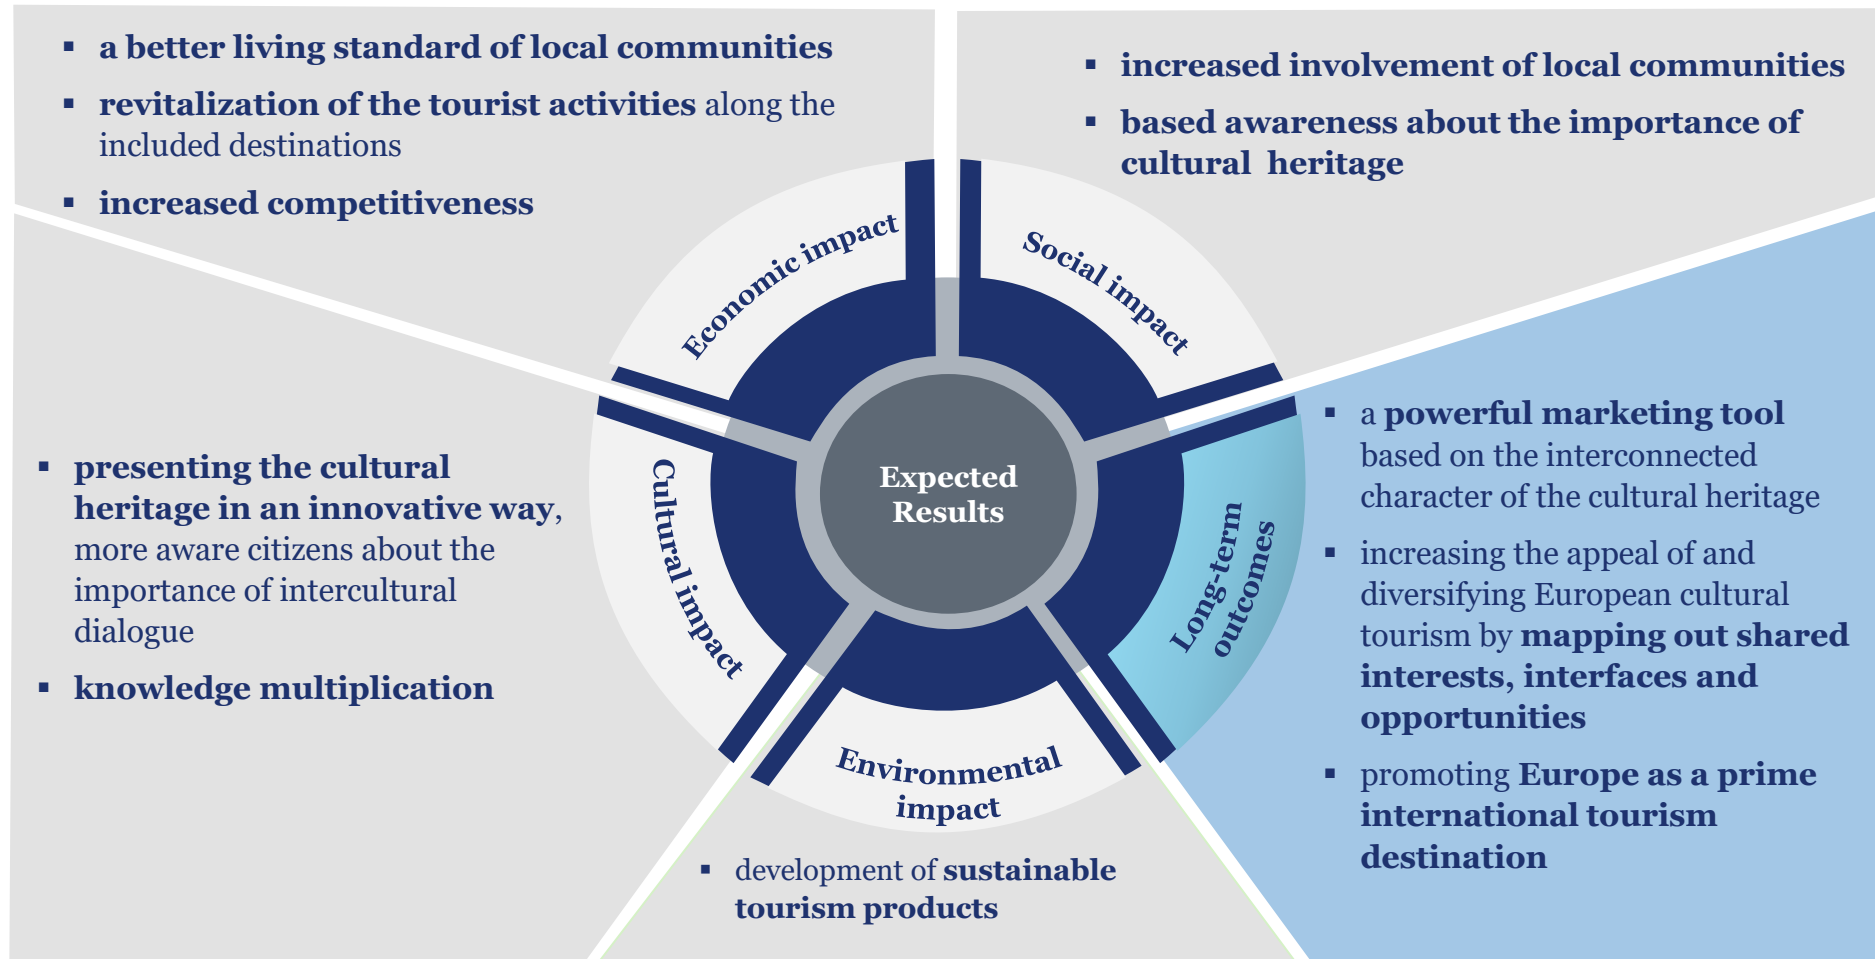 ▪ a better living standard of local communities
▪ revitalization of the tourist activities along the
included destinations
▪ increased competitiveness
▪ increased involvement of local communities
▪ based awareness about the importance of
cultural heritage
Economic impact
Social impact
▪ presenting the cultural
heritage in an innovative way,
more aware citizens about the
importance of intercultural
dialogue
▪ knowledge multiplication
Cultural impact
Expected
Results
Long-term
outcomes
▪ a powerful marketing tool
based on the interconnected
character of the cultural heritage
▪ increasing the appeal of and
diversifying European cultural
tourism by mapping out shared
interests, interfaces and
opportunities
▪ promoting Europe as a prime
international tourism
destination
Environmental
impact
▪ development of sustainable
tourism products